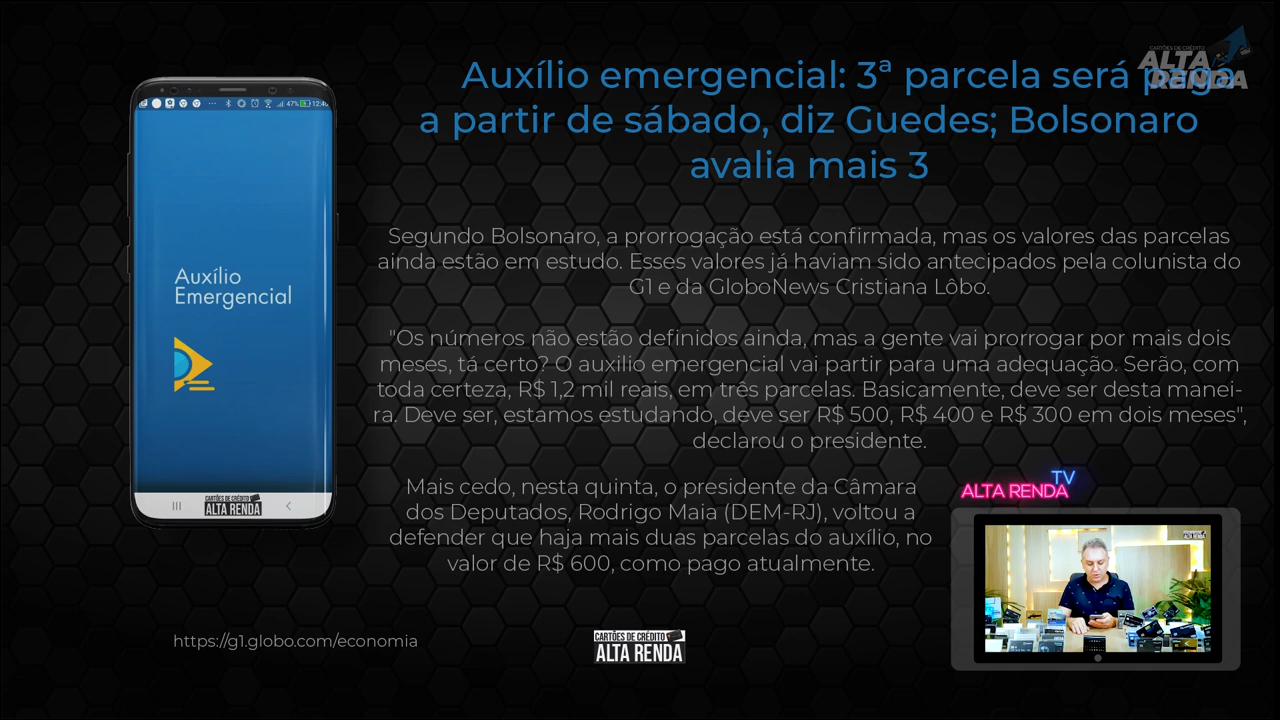 CARTÕES DE CRÉDITO
ALTA
RENDA
Auxílio emergencial: 3ª parcela será paga
a partir de sábado, diz Guedes; Bolsonaro
avalia mais 3
47% 12:40
Auxílio
Emergencial
CARTÕES DE CRÉDITO
ALTA RENDA
Segundo Bolsonaro, a prorrogação está confirmada, mas os valores das parcelas
ainda estão em estudo. Esses valores já haviam sido antecipados pela colunista do
G1 e da GloboNews Cristiana Lôbo.
"Os números não estão definidos ainda, mas a gente vai prorrogar por mais dois
meses, tá certo? O auxilio emergencial vai partir para uma adequação. Serão, com
toda certeza, R$ 1,2 mil reais, em três parcelas. Basicamente, deve ser desta manei-
ra. Deve ser, estamos estudando, deve ser R$ 500, R$ 400 e R$ 300 em dois meses",
declarou o presidente.
Mais cedo, nesta quinta, o presidente da Câmara
dos Deputados, Rodrigo Maia (DEM-RJ), voltou a
defender que haja mais duas parcelas do auxílio, no
valor de R$ 600, como pago atualmente.
TV
ALTA RENDA
ALTA RENDA
https://g1.globo.com/economia
CARTÕES DE CRÉDITO
ALTA RENDA